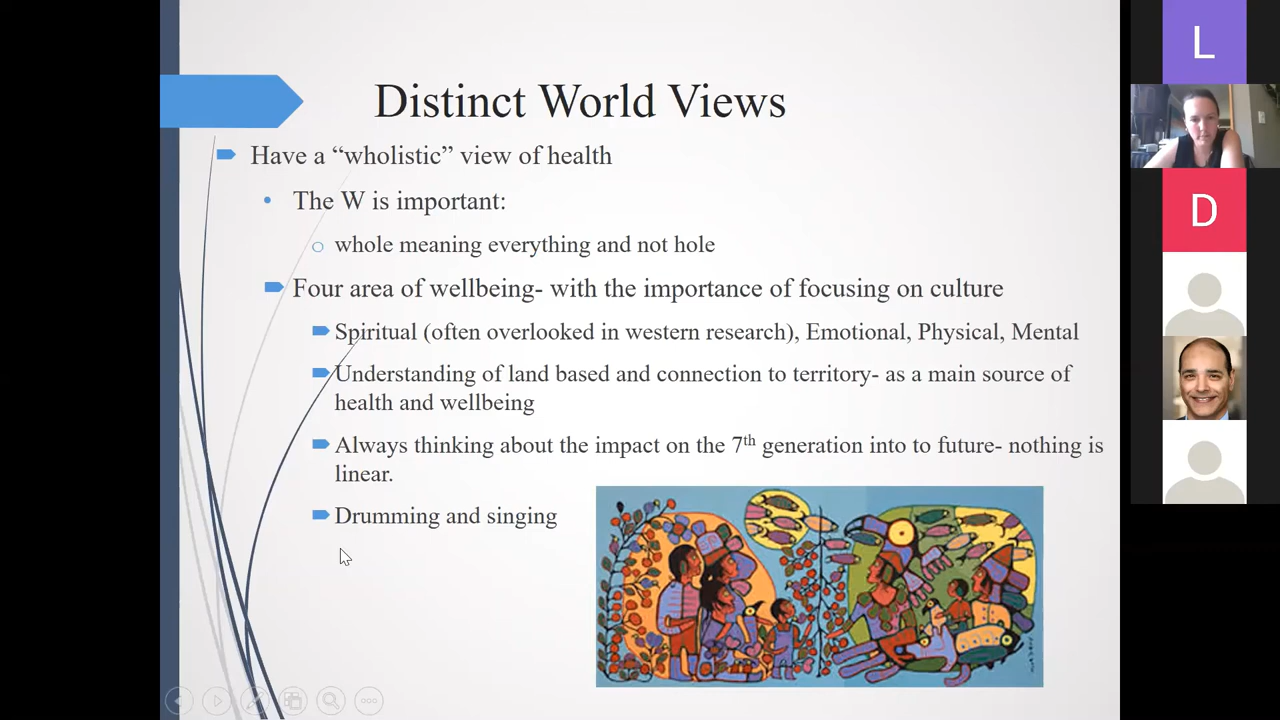 Distinct World Views
Have a “wholistic” view of health
The W is important:
whole meaning everything and not hole
Four area of wellbeing- with the importance of focusing on culture
Spiritual (often overlooked in western research), Emotional, Physical, Mental
Understanding of land based and connection to territory- as a main source of
health and wellbeing
Always thinking about the impact on the 7th generation into to future- nothing is
linear.
Drumming and singing
L
D